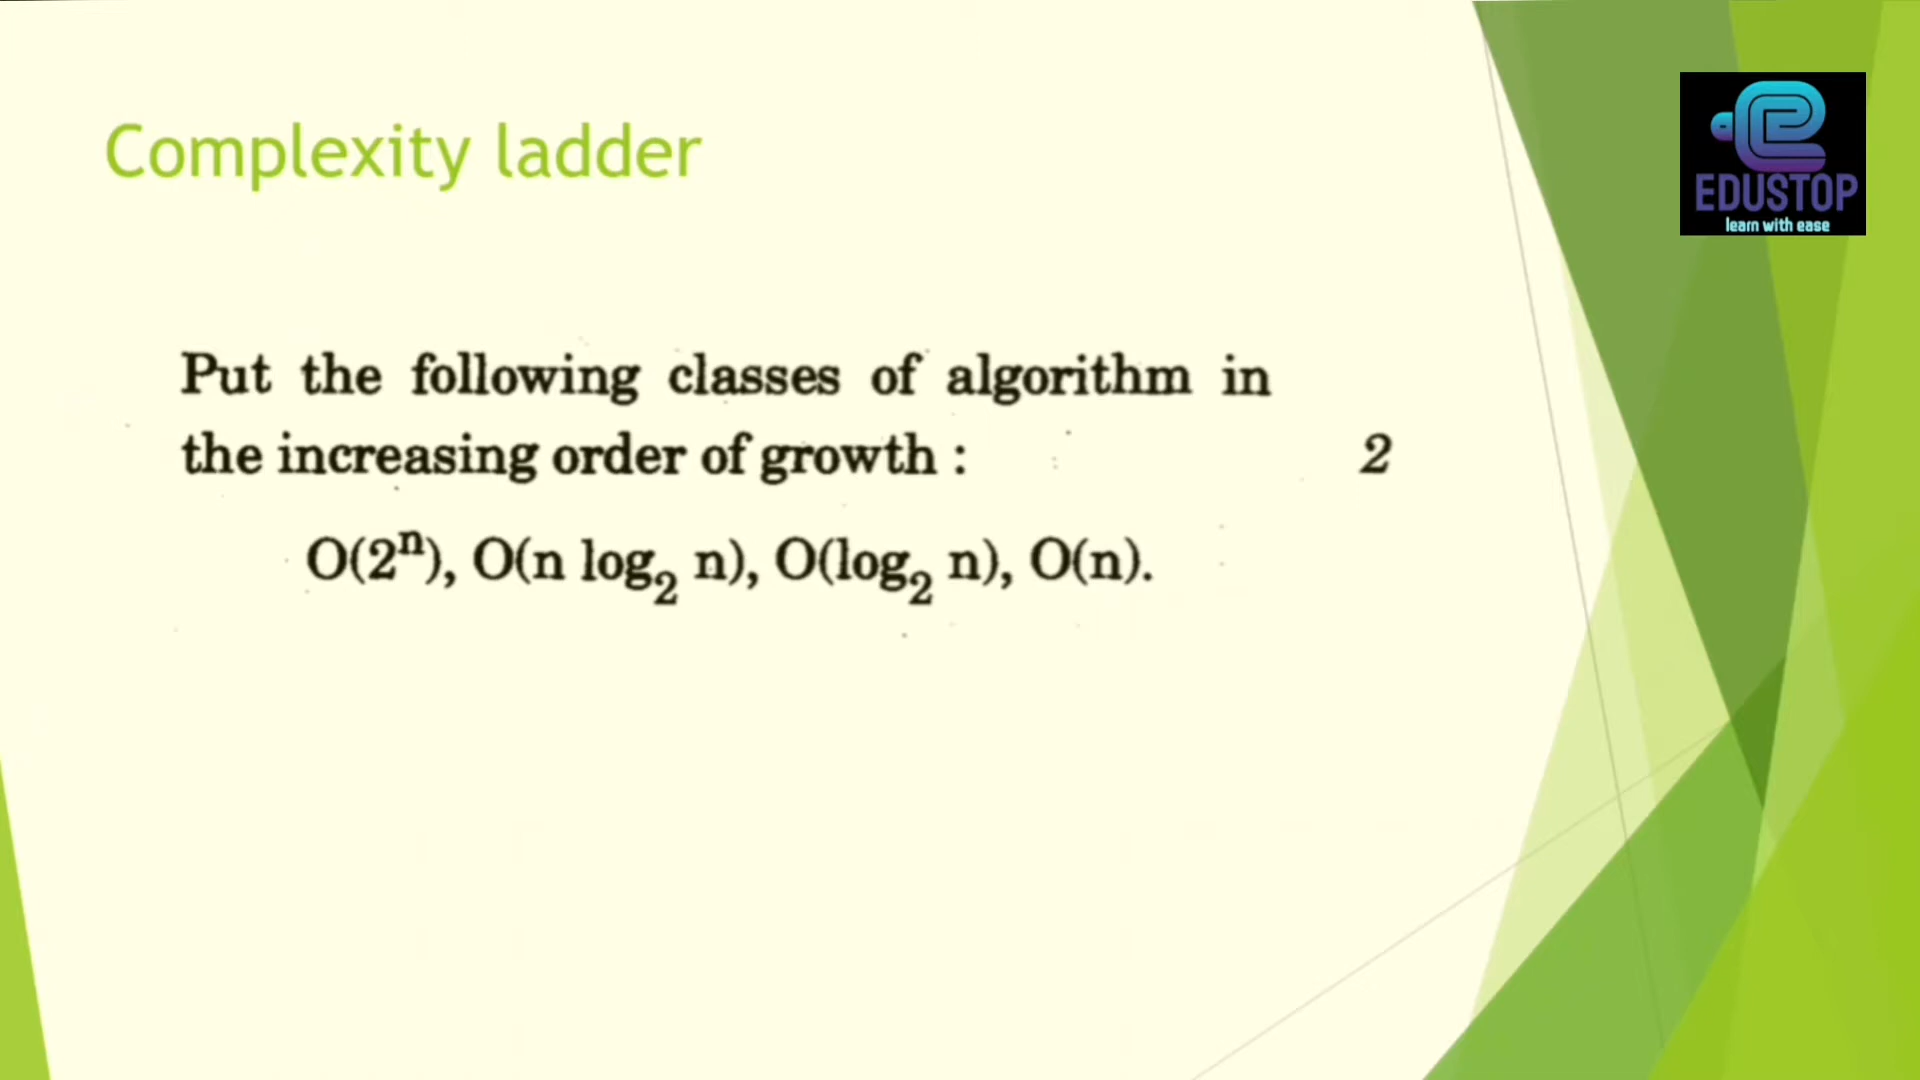 Complexity ladder
EDUSTOP
learn with ease
Put the following classes of algorithm in
the increasing order of growth : 2
O(2ⁿ), O(n log₂ n), O(log₂ n), O(n).